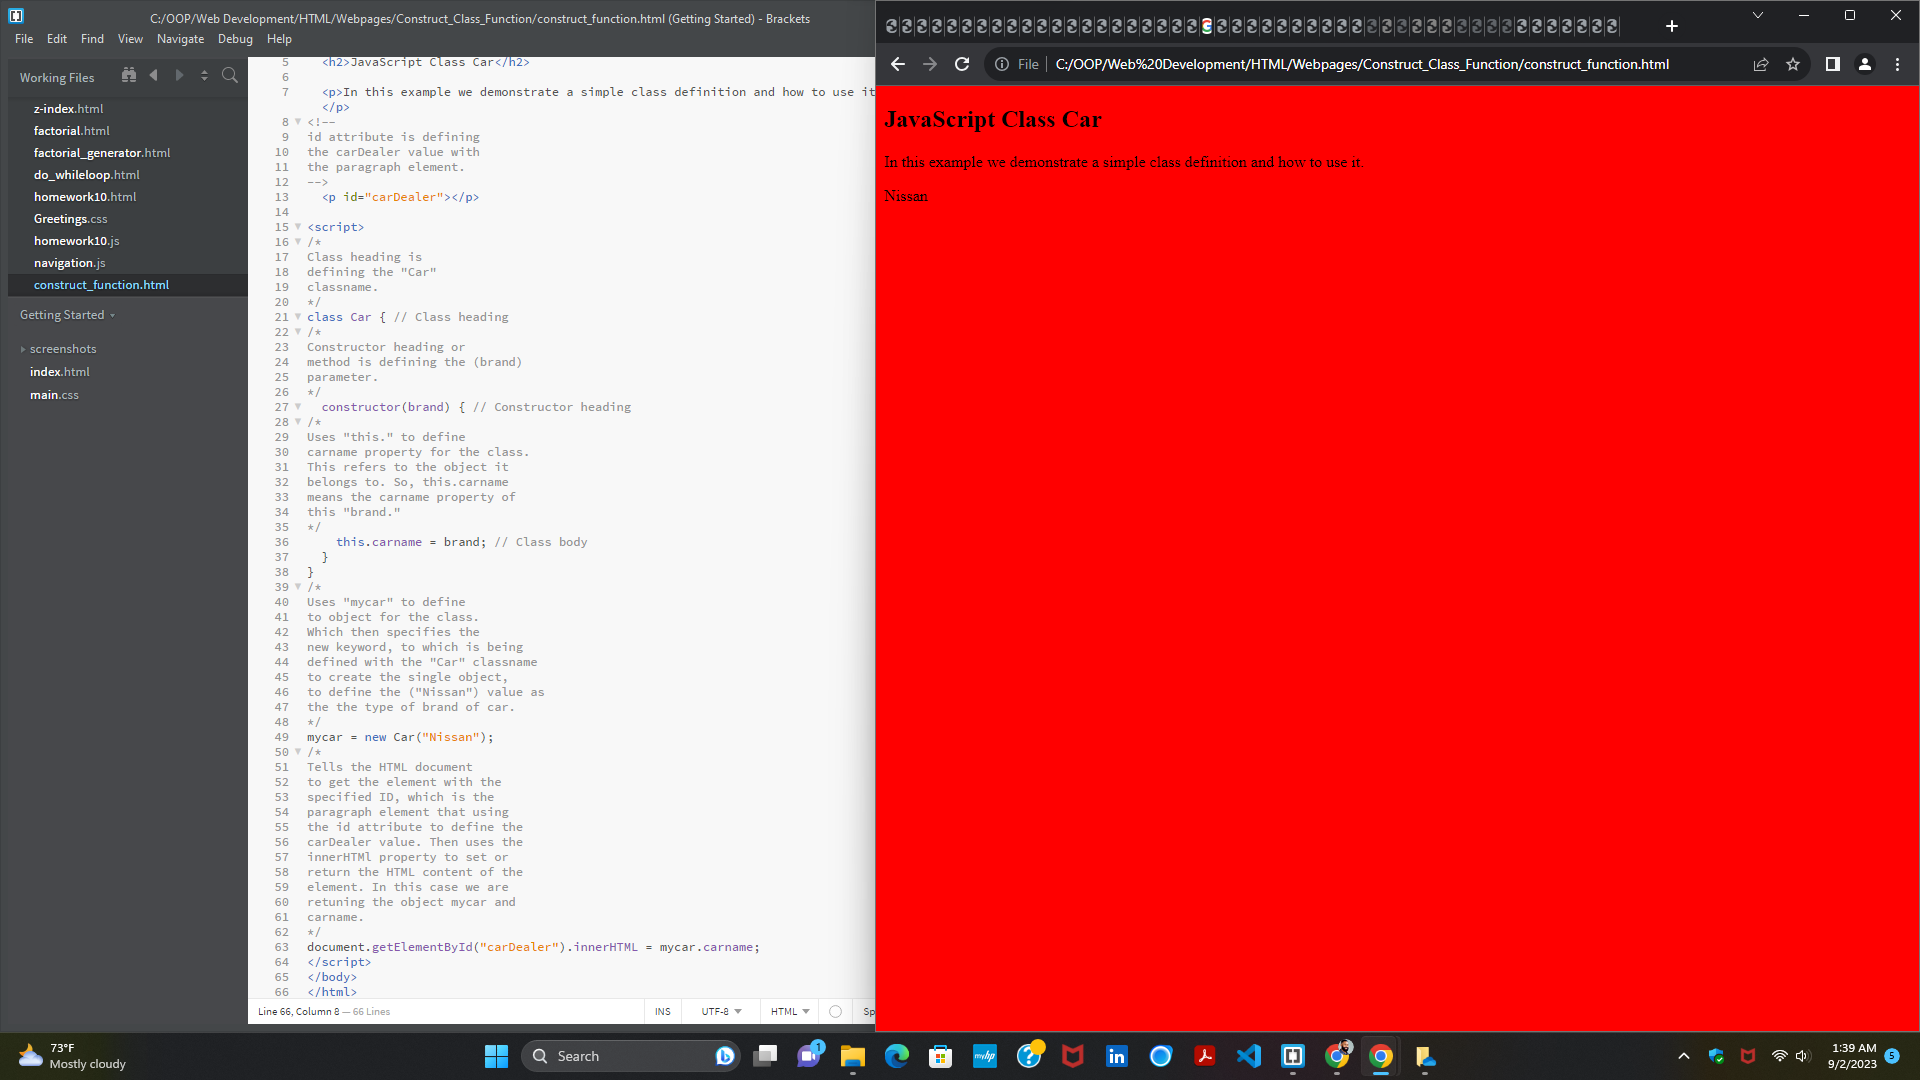 C:/OOP/Web Development/HTML/Webpages/Construct_Class_Function/construct_function.html (Getting Started) - Brackets
File Edit Find View Navigate Debug Help
Working Files
z-index.html
factorial.html
factorial_generator.html
do_whileloop.html
homework10.html
Greetings.css
homework10.js
navigation.js
construct_function.html
Getting Started
screenshots
index.html
main.css
5 <h2>JavaScript Class Car</h2>
6
7 <p>In this example we demonstrate a simple class definition and how to use it
</p>
8 <!--
9 id attribute is defining
10 the carDealer value with
11 the paragraph element.
12 -->
13 <p id="carDealer"></p>
14
15 <script>
16 /*
17 Class heading is
18 defining the "Car"
19 classname.
20 */
21 class Car { // Class heading
22 /*
23 Constructor heading or
24 method is defining the (brand)
25 parameter.
26 */
27 constructor(brand) { // Constructor heading
28 /*
29 Uses "this." to define
30 carname property for the class.
31 This refers to the object it
32 belongs to. So, this.carname
33 means the carname property of
34 this "brand."
35 */
36 this.carname = brand; // Class body
37 }
38 }
39 /*
40 Uses "mycar" to define
41 to object for the class.
42 Which then specifies the
43 new keyword, to which is being
44 defined with the "Car" classname
45 to create the single object,
46 to define the ("Nissan") value as
47 the the type of brand of car.
48 */
49 mycar = new Car("Nissan");
50 /*
51 Tells the HTML document
52 to get the element with the
53 specified ID, which is the
54 paragraph element that using
55 the id attribute to define the
56 carDealer value. Then uses the
57 innerHTMl property to set or
58 return the HTML content of the
59 element. In this case we are
60 retuning the object mycar and
61 carname.
62 */
63 document.getElementById("carDealer").innerHTML = mycar.carname;
64 </script>
65 </body>
66 </html>
Line 66, Column 8 — 66 Lines
INS UTF-8 HTML Sp
File C:/OOP/Web%20Development/HTML/Webpages/Construct_Class_Function/construct_function.html
JavaScript Class Car
In this example we demonstrate a simple class definition and how to use it.
Nissan
73°F
Mostly cloudy
Search
1
myhp
in
1:39 AM
9/2/2023
5